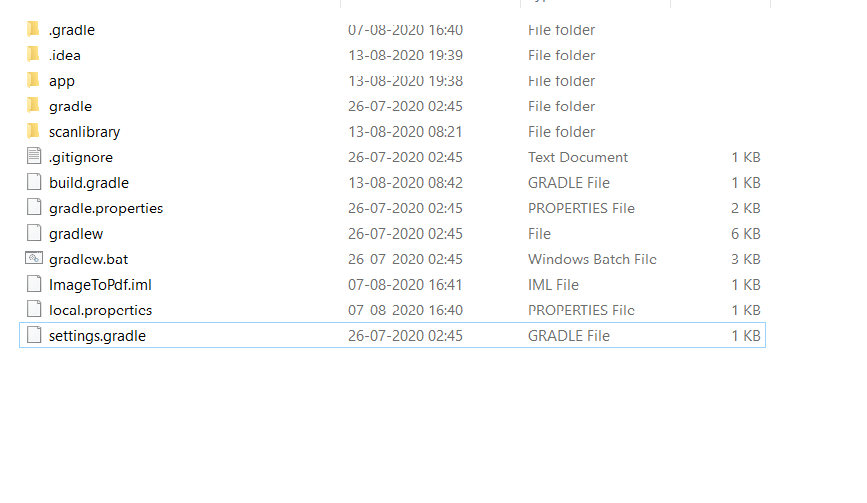 .gradle 07-08-2020 16:40 File folder
.idea 13-08-2020 19:39 File folder
app 13-08-2020 19:38 File folder
gradle 26-07-2020 02:45 File folder
scanlibrary 13-08-2020 08:21 File folder
.gitignore 26-07-2020 02:45 Text Document 1 KB
build.gradle 13-08-2020 08:42 GRADLE File 1 KB
gradle.properties 26-07-2020 02:45 PROPERTIES File 2 KB
gradlew 26-07-2020 02:45 File 6 KB
gradlew.bat 26-07-2020 02:45 Windows Batch File 3 KB
ImageToPdf.iml 07-08-2020 16:41 IML File 1 KB
local.properties 07-08-2020 16:40 PROPERTIES File 1 KB
settings.gradle 26-07-2020 02:45 GRADLE File 1 KB